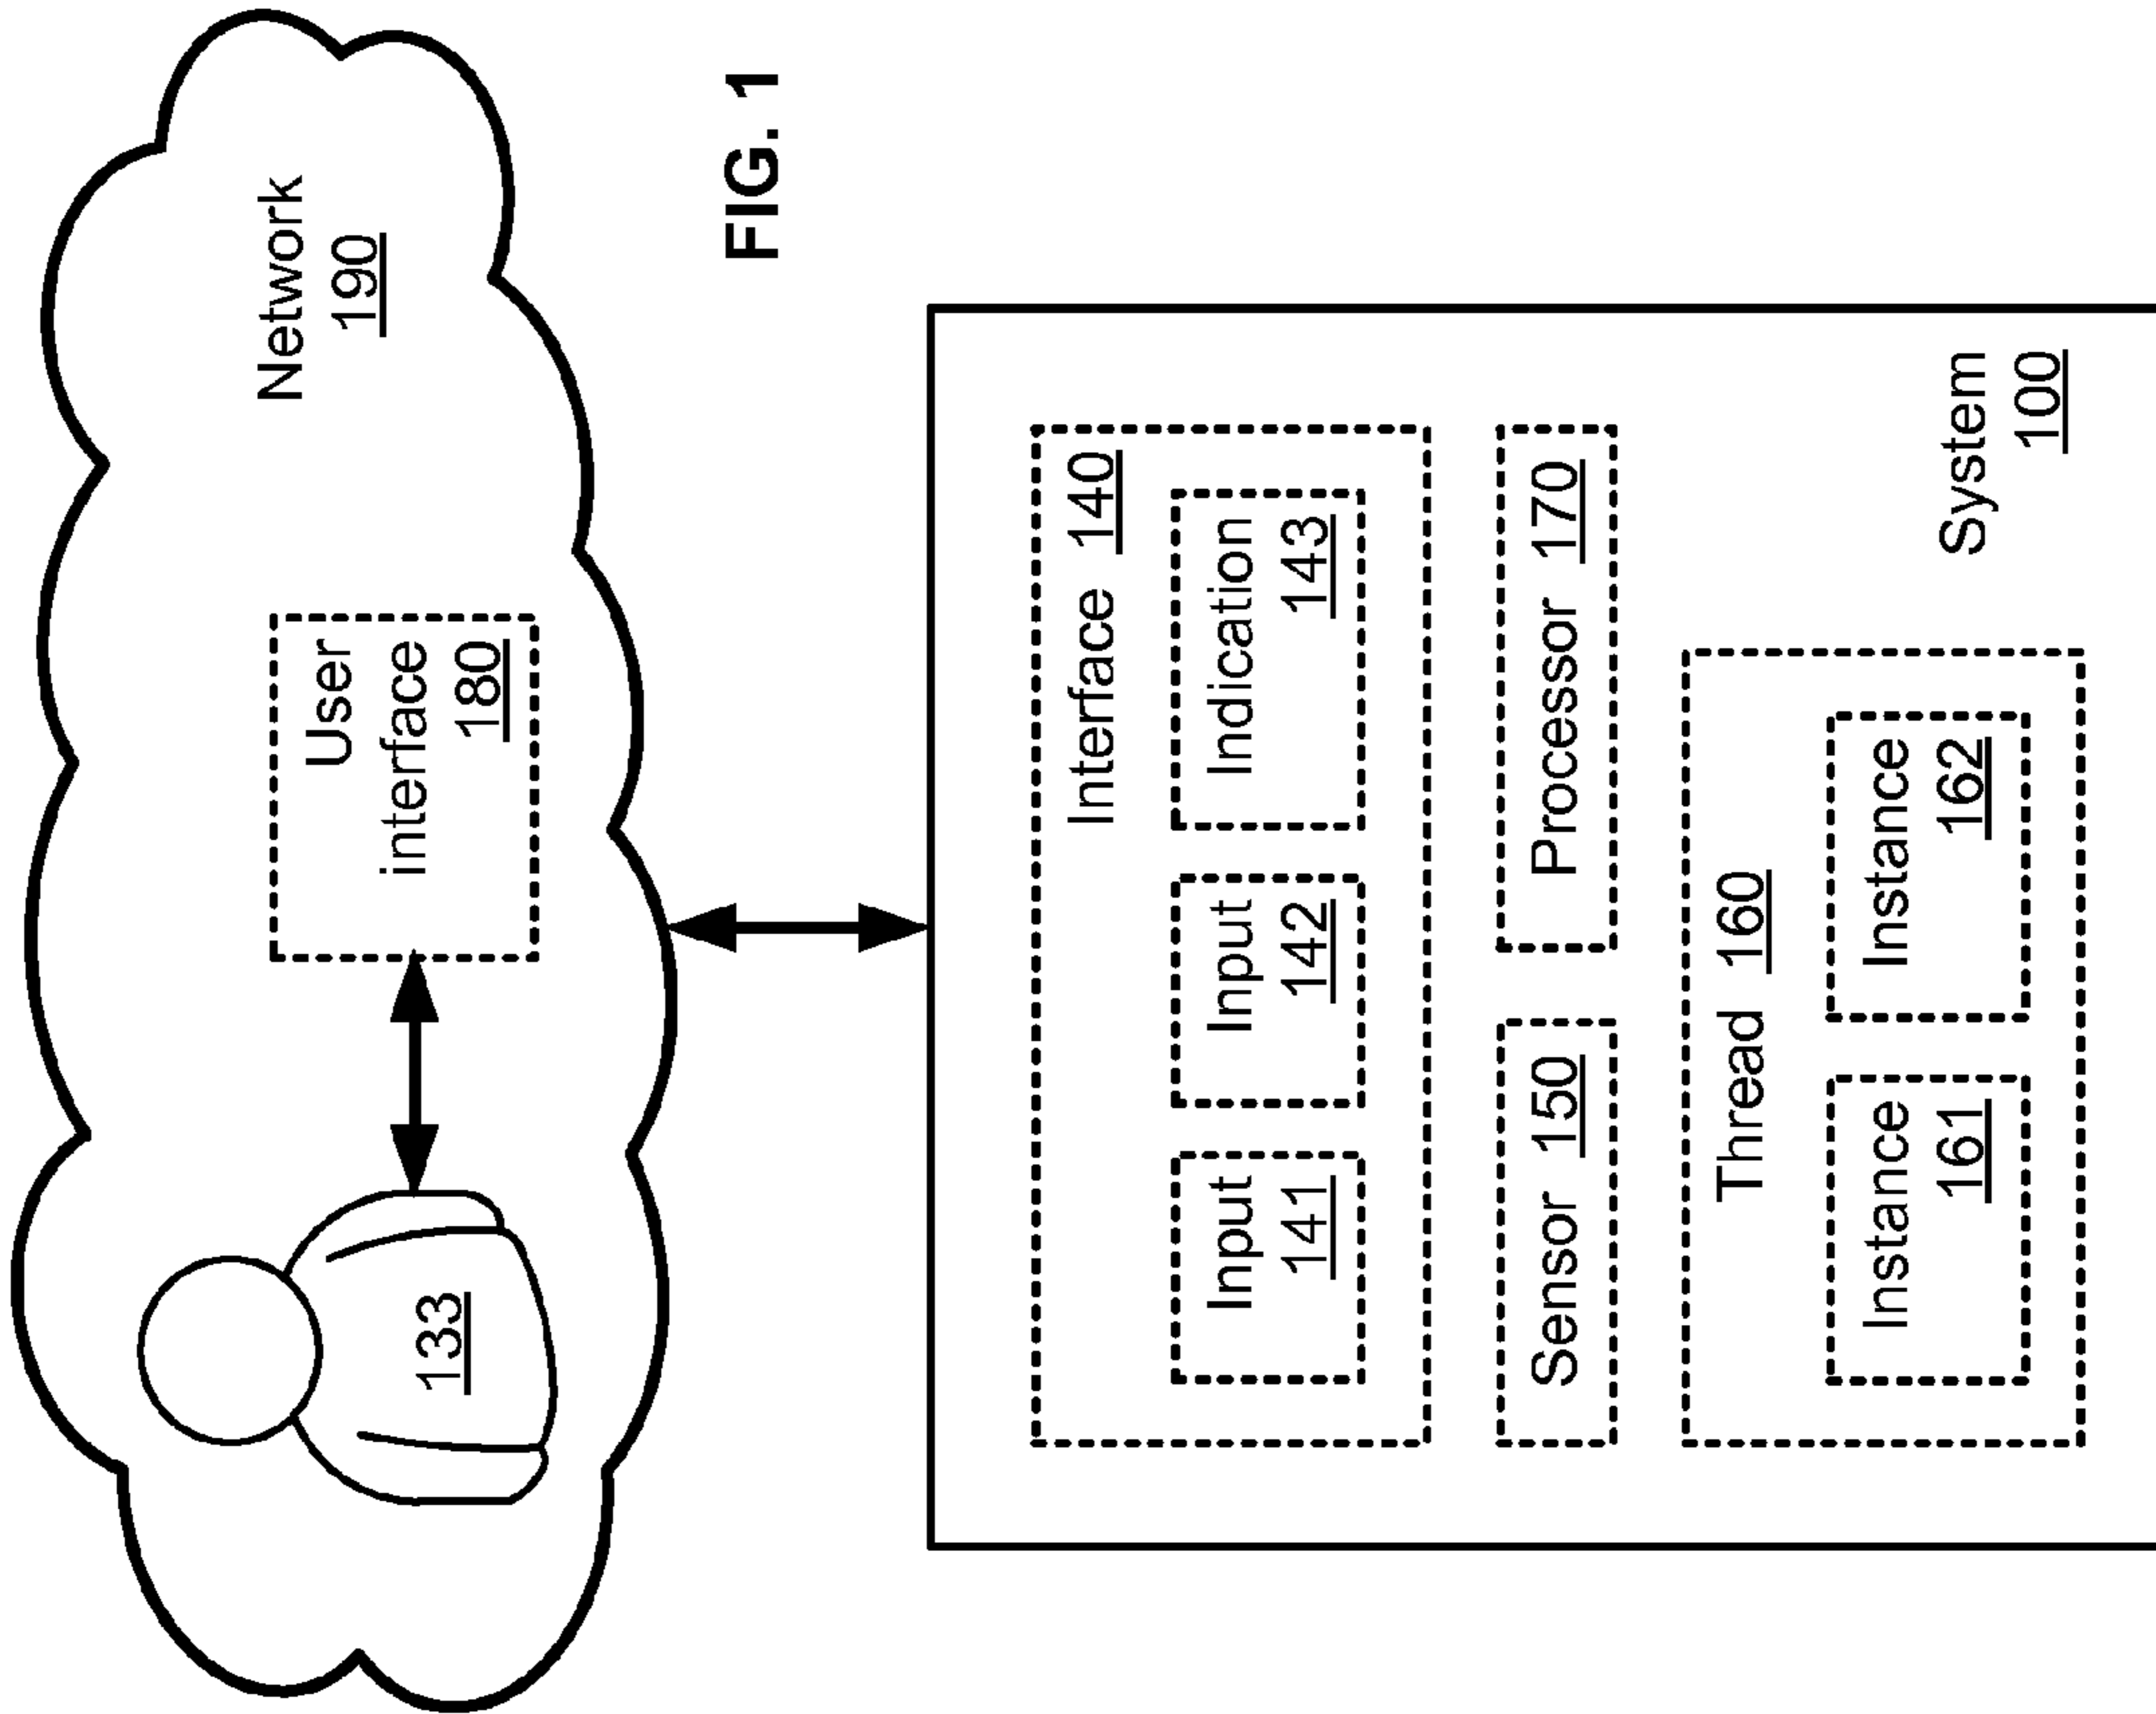 Network
190
User
interface
180
133
FIG. 1
Interface 140
Input
141
Input
142
Indication
143
Sensor 150
Processor 170
Thread 160
Instance
161
Instance
162
System
100